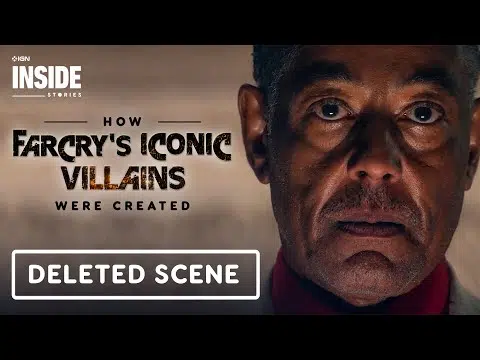 IGN
INSIDE
STORIES
HOW
FARCRY'S ICONIC
VILLAINS
WERE CREATED
DELETED SCENE